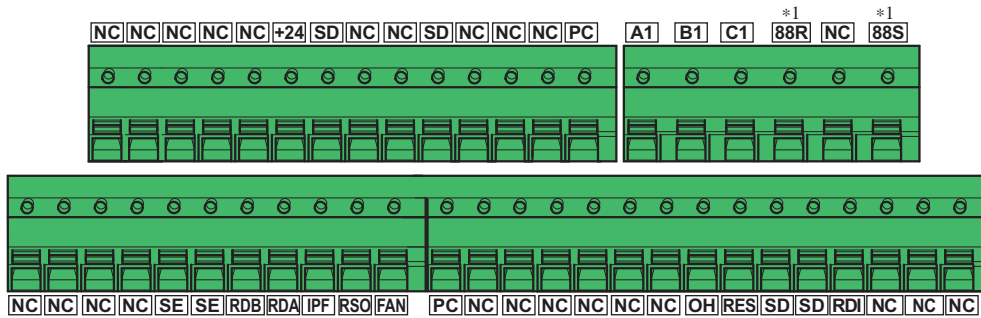 *1 *1
NC NC NC NC NC +24 SD NC NC SD NC NC NC PC A1 B1 C1 88R NC 88S
NC NC NC NC SE SE RDB RDA IPF RSO FAN PC NC NC NC NC NC NC OH RES SD SD RDI NC NC NC